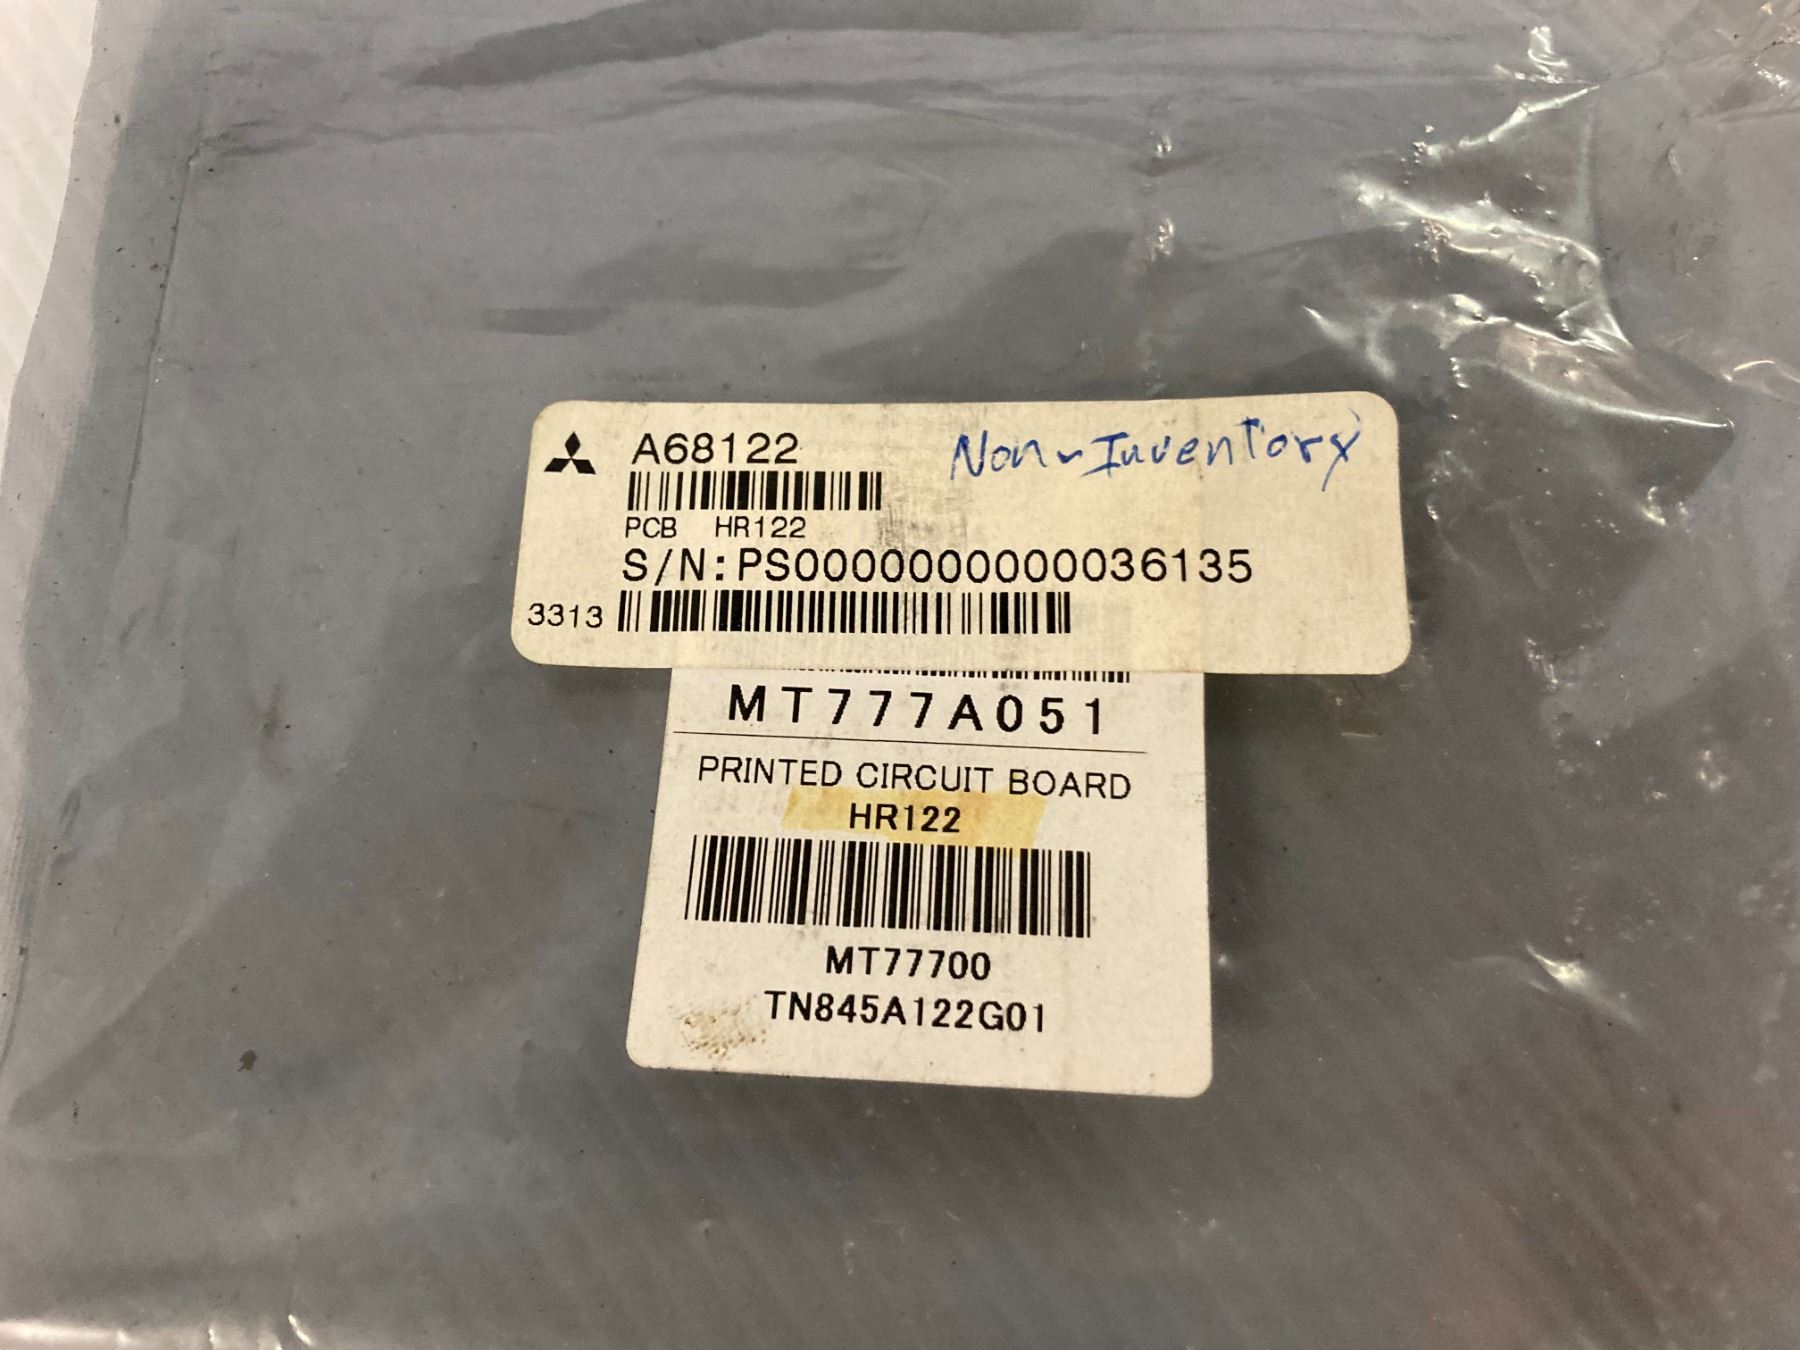 A68122
Non-Inventory
PCB HR122
S/N:PS0000000000036135
3313
MT777A051
PRINTED CIRCUIT BOARD
HR122
MT77700
TN845A122G01